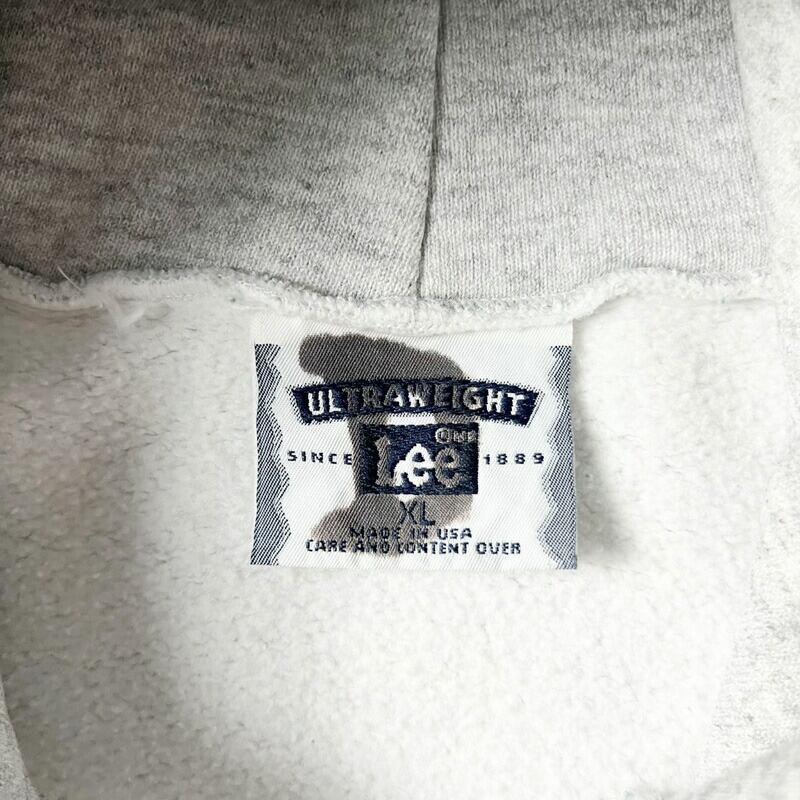 ULTRAWEIGHT
ONE
SINCE Lee 1889
XL
MADE IN USA
CARE AND CONTENT OVER